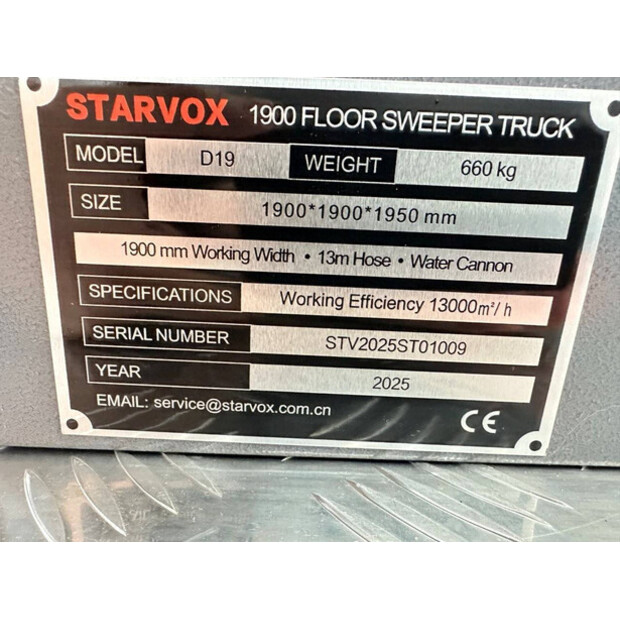 STARVOX 1900 FLOOR SWEEPER TRUCK
MODEL D19 WEIGHT 660 kg
SIZE 1900*1900*1950 mm
1900 mm Working Width • 13m Hose • Water Cannon
SPECIFICATIONS Working Efficiency 13000㎡/h
SERIAL NUMBER STV2025ST01009
YEAR 2025
EMAIL: service@starvox.com.cn CE